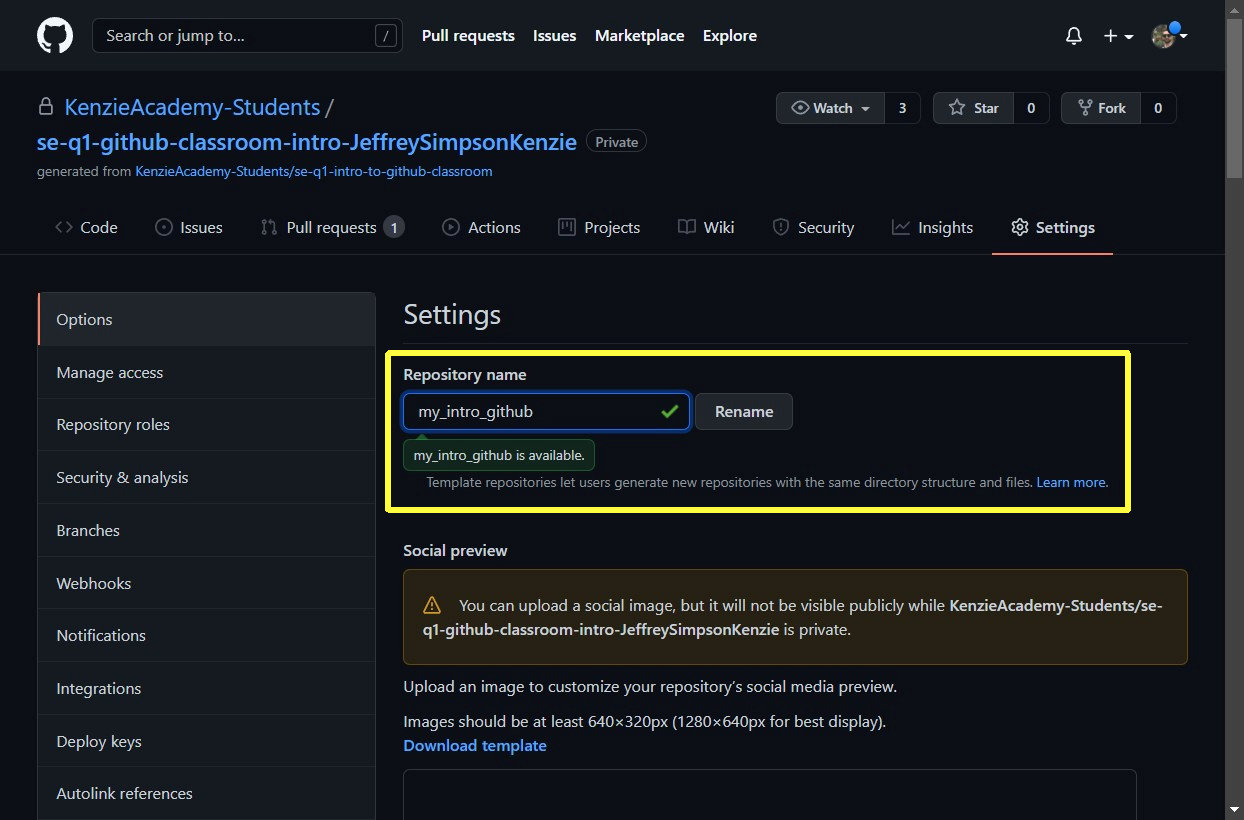 Search or jump to... /
Pull requests Issues Marketplace Explore
KenzieAcademy-Students /
se-q1-github-classroom-intro-JeffreySimpsonKenzie Private
generated from KenzieAcademy-Students/se-q1-intro-to-github-classroom
Watch 3 Star 0 Fork 0
Code Issues Pull requests 1 Actions Projects Wiki Security Insights Settings
Options
Manage access
Repository roles
Security & analysis
Branches
Webhooks
Notifications
Integrations
Deploy keys
Autolink references
Settings
Repository name
my_intro_github Rename
my_intro_github is available.
Template repositories let users generate new repositories with the same directory structure and files. Learn more.
Social preview
You can upload a social image, but it will not be visible publicly while KenzieAcademy-Students/se-
q1-github-classroom-intro-JeffreySimpsonKenzie is private.
Upload an image to customize your repository’s social media preview.
Images should be at least 640×320px (1280×640px for best display).
Download template